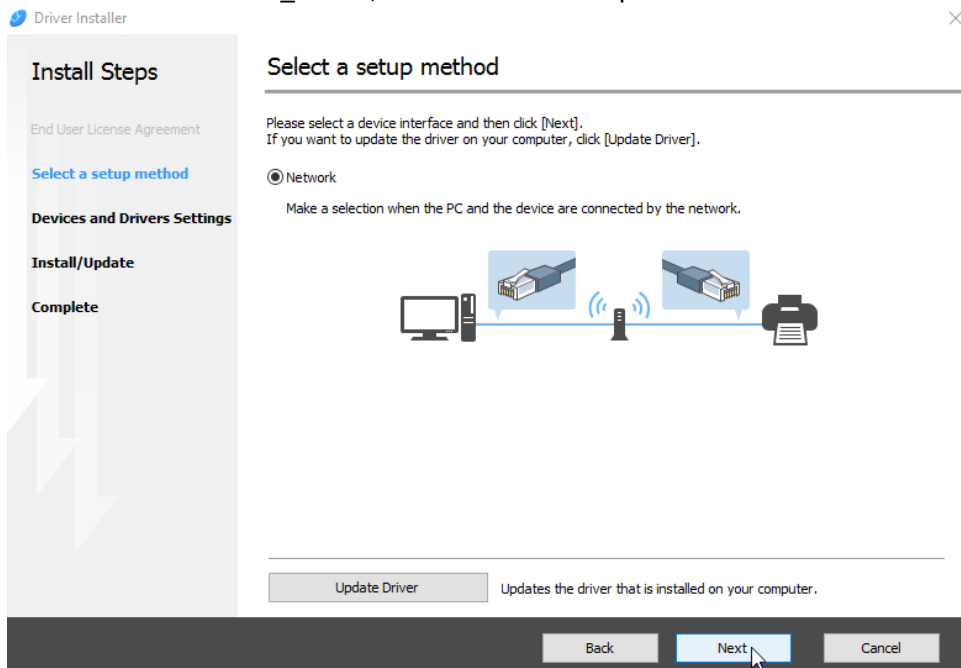 Driver Installer
Install Steps
Select a setup method
End User License Agreement
Select a setup method
Devices and Drivers Settings
Install/Update
Complete
Please select a device interface and then click [Next].
If you want to update the driver on your computer, click [Update Driver].
Network
Make a selection when the PC and the device are connected by the network.
Update Driver
Updates the driver that is installed on your computer.
Back
Next
Cancel